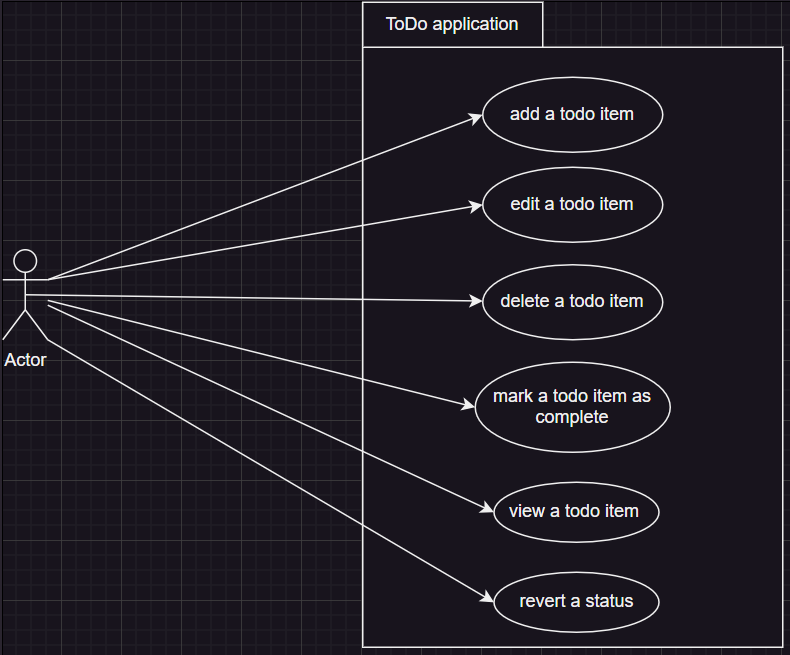 ToDo application
add a todo item
edit a todo item
delete a todo item
Actor
mark a todo item as
complete
view a todo item
revert a status